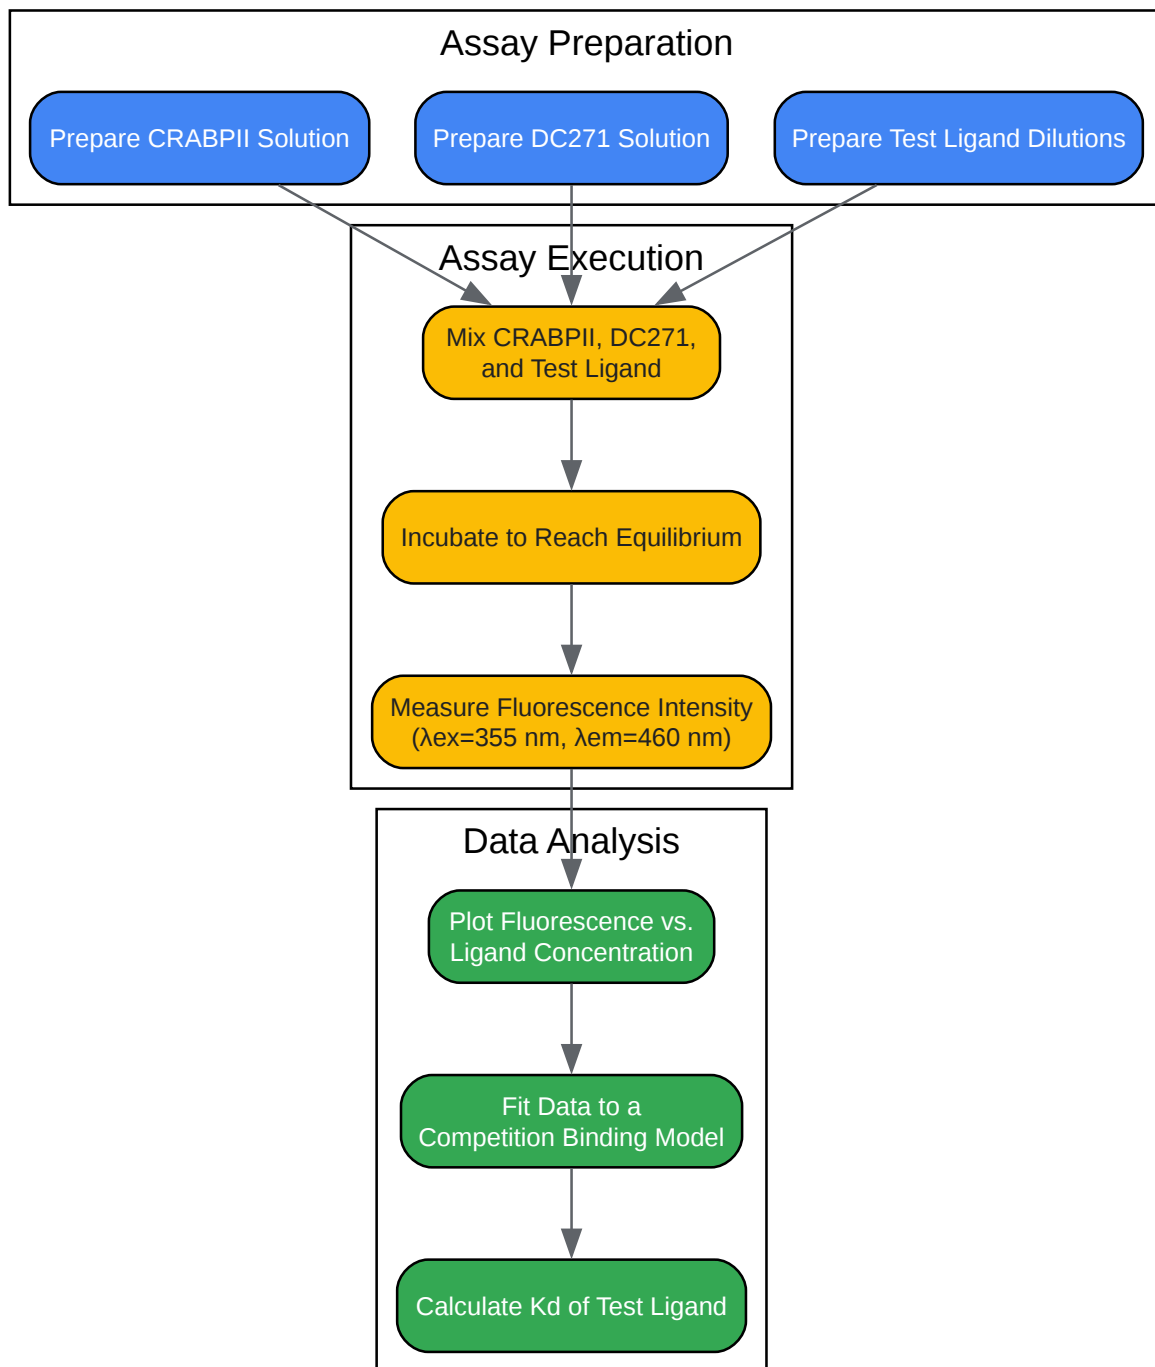 Assay Preparation
Prepare CRABPII Solution
Prepare DC271 Solution
Prepare Test Ligand Dilutions
Assay Execution
Mix CRABPII, DC271,
and Test Ligand
Incubate to Reach Equilibrium
Measure Fluorescence Intensity
(λex=355 nm, λem=460 nm)
Data Analysis
Plot Fluorescence vs.
Ligand Concentration
Fit Data to a
Competition Binding Model
Calculate Kd of Test Ligand